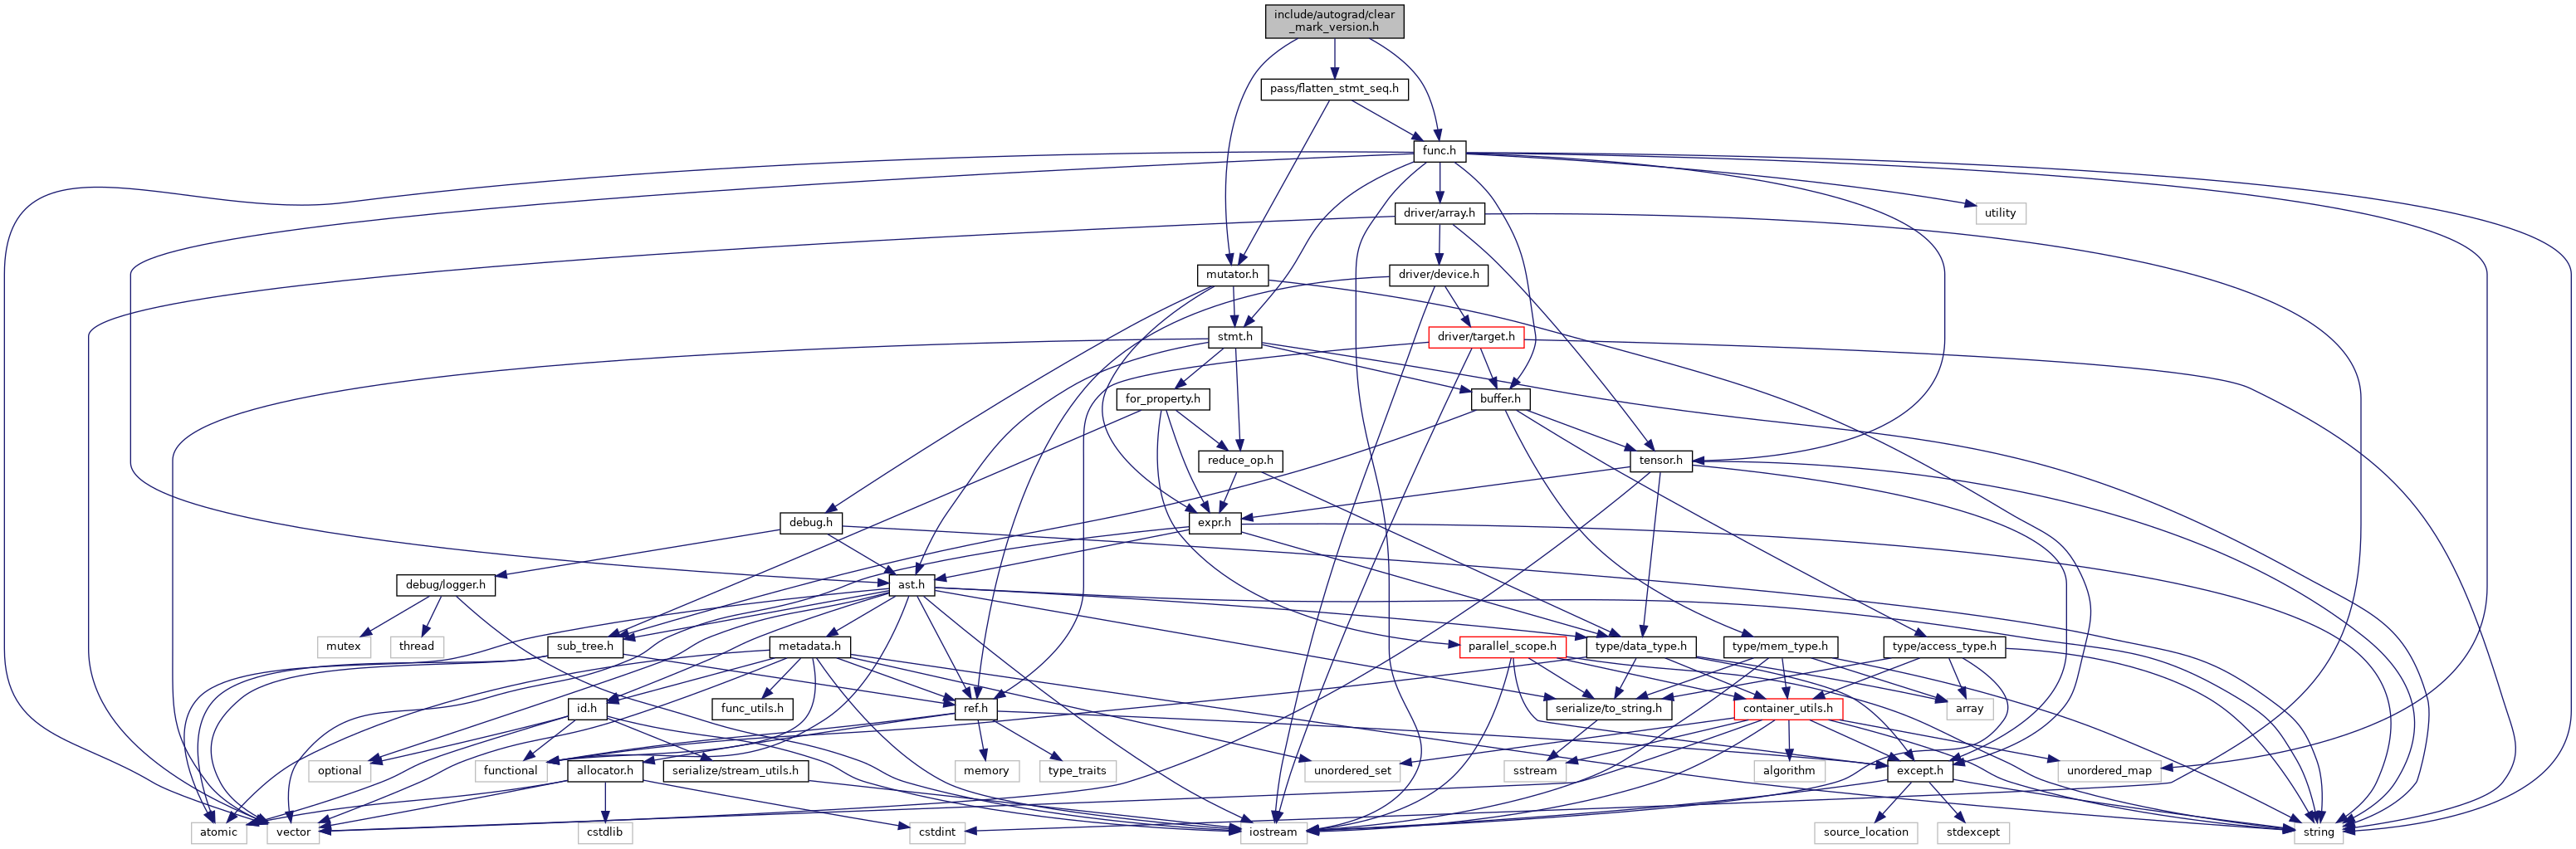 include/autograd/clear
_mark_version.h
pass/flatten_stmt_seq.h
func.h
driver/array.h
utility
mutator.h
driver/device.h
stmt.h
driver/target.h
for_property.h
buffer.h
reduce_op.h
tensor.h
debug.h
expr.h
debug/logger.h
ast.h
mutex
thread
sub_tree.h
metadata.h
parallel_scope.h
type/data_type.h
type/mem_type.h
type/access_type.h
id.h
func_utils.h
ref.h
serialize/to_string.h
container_utils.h
array
optional
functional
allocator.h
serialize/stream_utils.h
memory
type_traits
unordered_set
sstream
algorithm
except.h
unordered_map
atomic
vector
cstdlib
cstdint
iostream
source_location
stdexcept
string